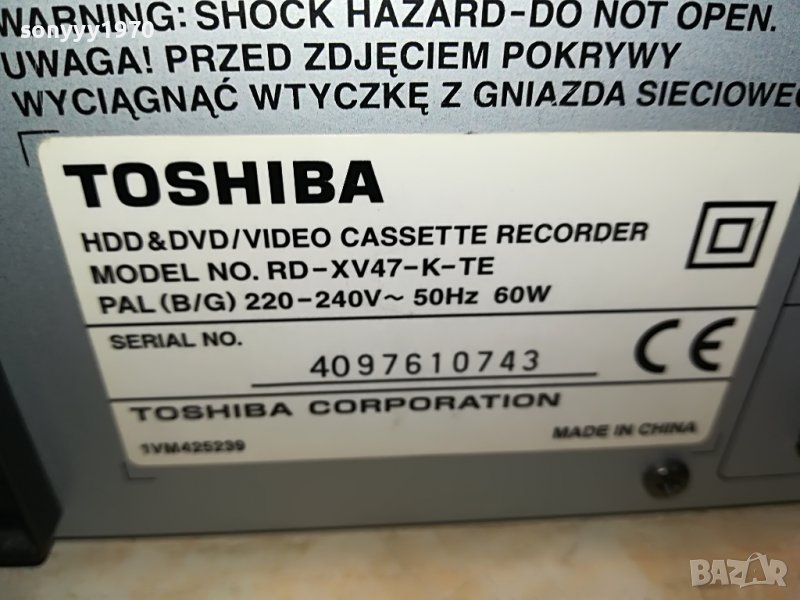 WARNING: SHOCK HAZARD-DO NOT OPEN.
sonyyy1970
UWAGA! PRZED ZDJĘCIEM POKRYWY
WYCIĄGNĄĆ WTYCZKĘ Z GNIAZDA
TOSHIBA
HDD&DVD/VIDEO CASSETTE RECORDER
MODEL NO. RD-XV47-K-TE
PAL (B/G) 220-240V~ 50Hz 60W
SERIAL NO.
4097610743
CE
TOSHIBA CORPORATION
1VM425239
MADE IN CHINA
BAZAR